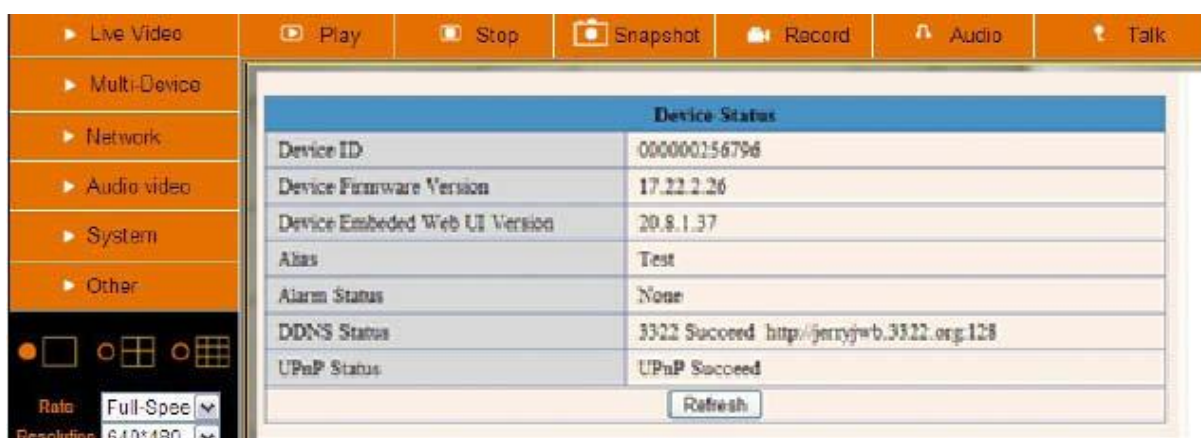 Live Video
Play Stop Snapshot Record Audio Talk
Multi-Device
Network
Audio video
System
Other
Rate Full-Spee
Resolution 640*480
Device Status
Device ID 000000256796
Device Firmware Version 17.22.2.26
Device Embeded Web UI Version 20.8.1.37
Alias Test
Alarm Status None
DDNS Status 3322 Succeed http://jerryjwb.3322.org:128
UPnP Status UPnP Succeed
Refresh